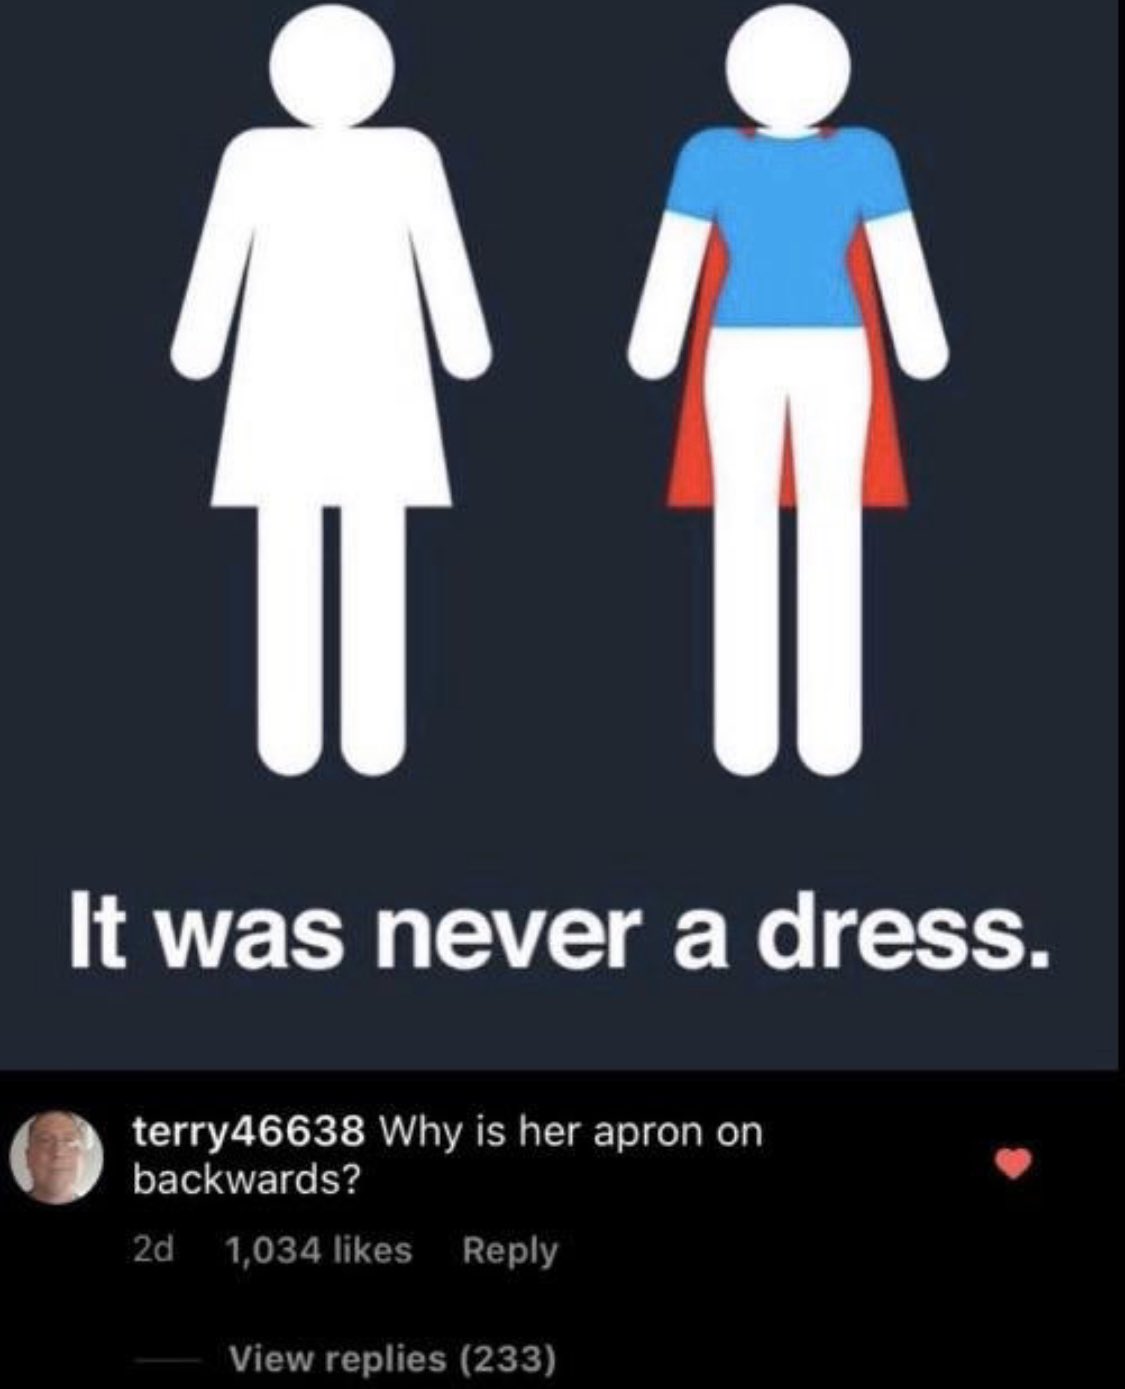 It was never a dress.
terry46638 Why is her apron on
backwards?
2d 1,034 likes Reply
View replies (233)